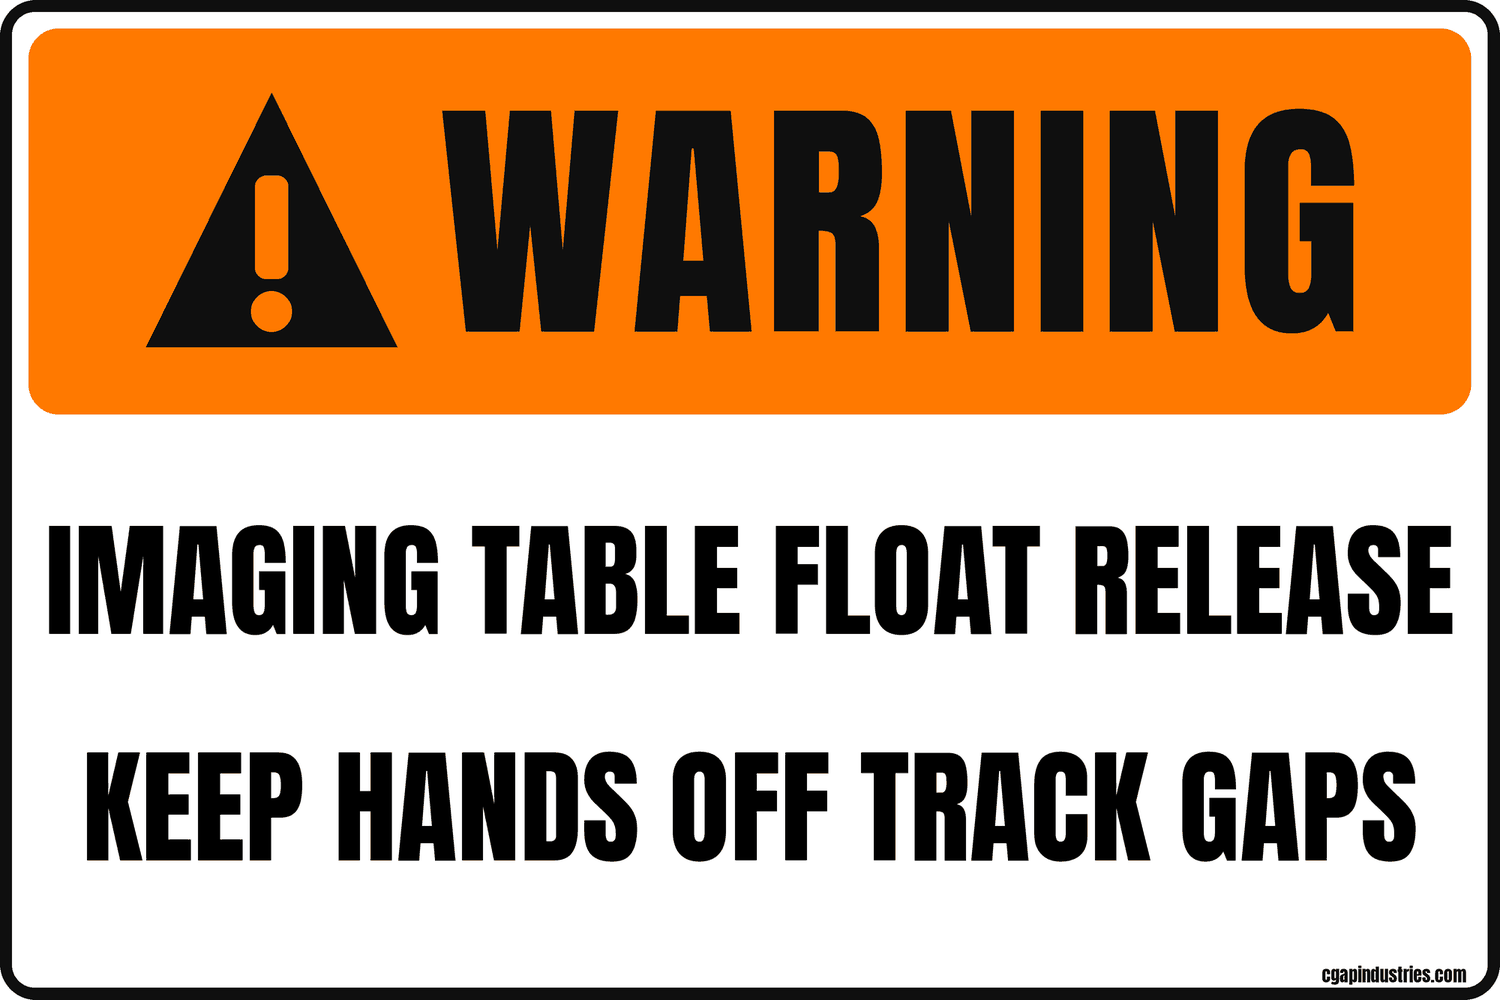 WARNING
IMAGING TABLE FLOAT RELEASE
KEEP HANDS OFF TRACK GAPS
cgapindustries.com